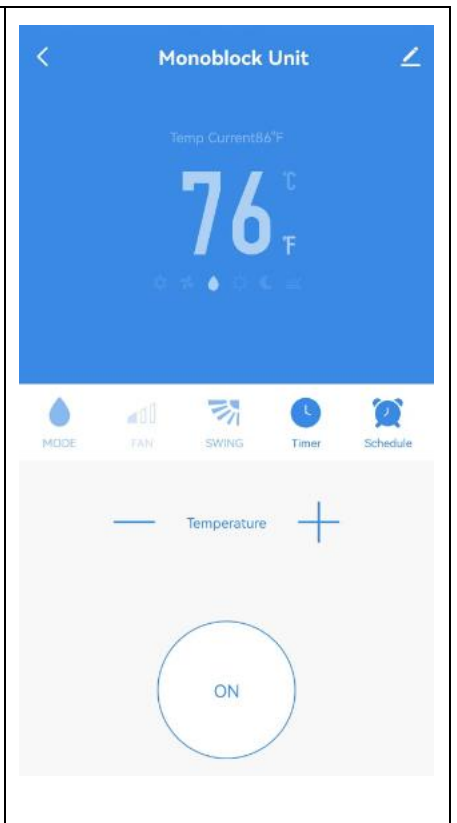 Monoblock Unit
Temp Current86°F
76 °C
°F
MODE FAN SWING Timer Schedule
Temperature
ON